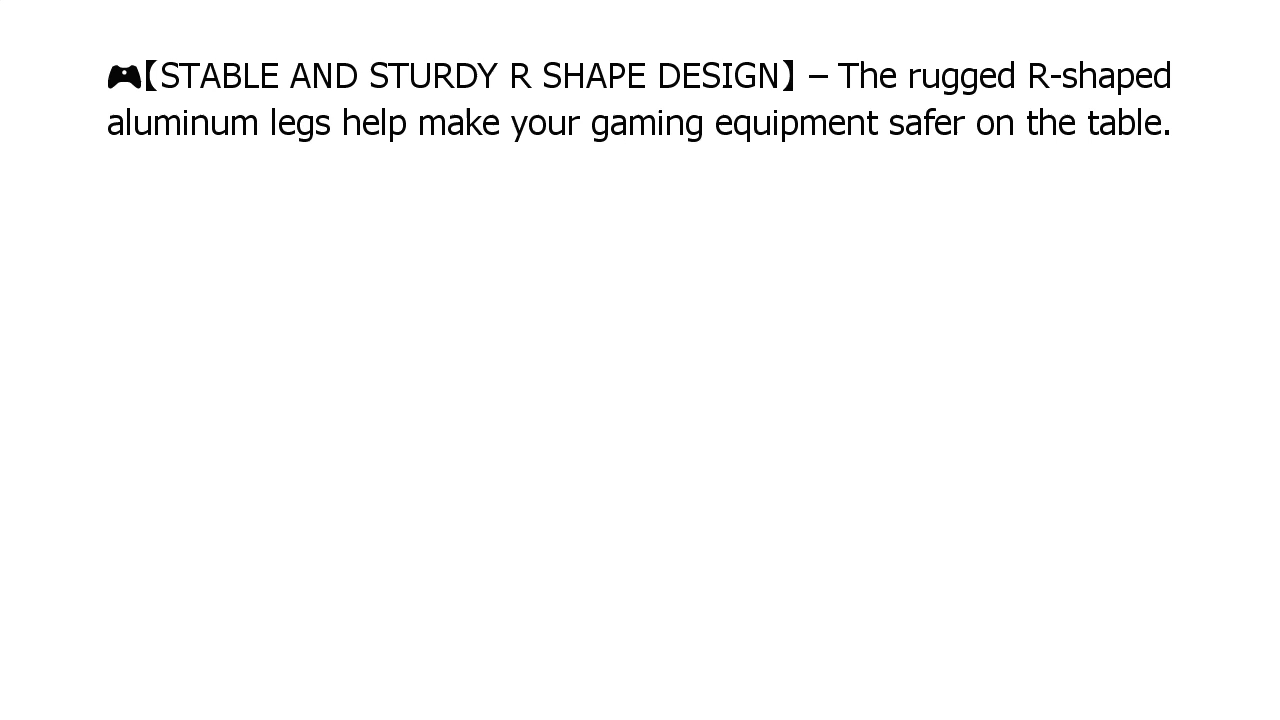 🎮【STABLE AND STURDY R SHAPE DESIGN】 – The rugged R-shaped
aluminum legs help make your gaming equipment safer on the table.